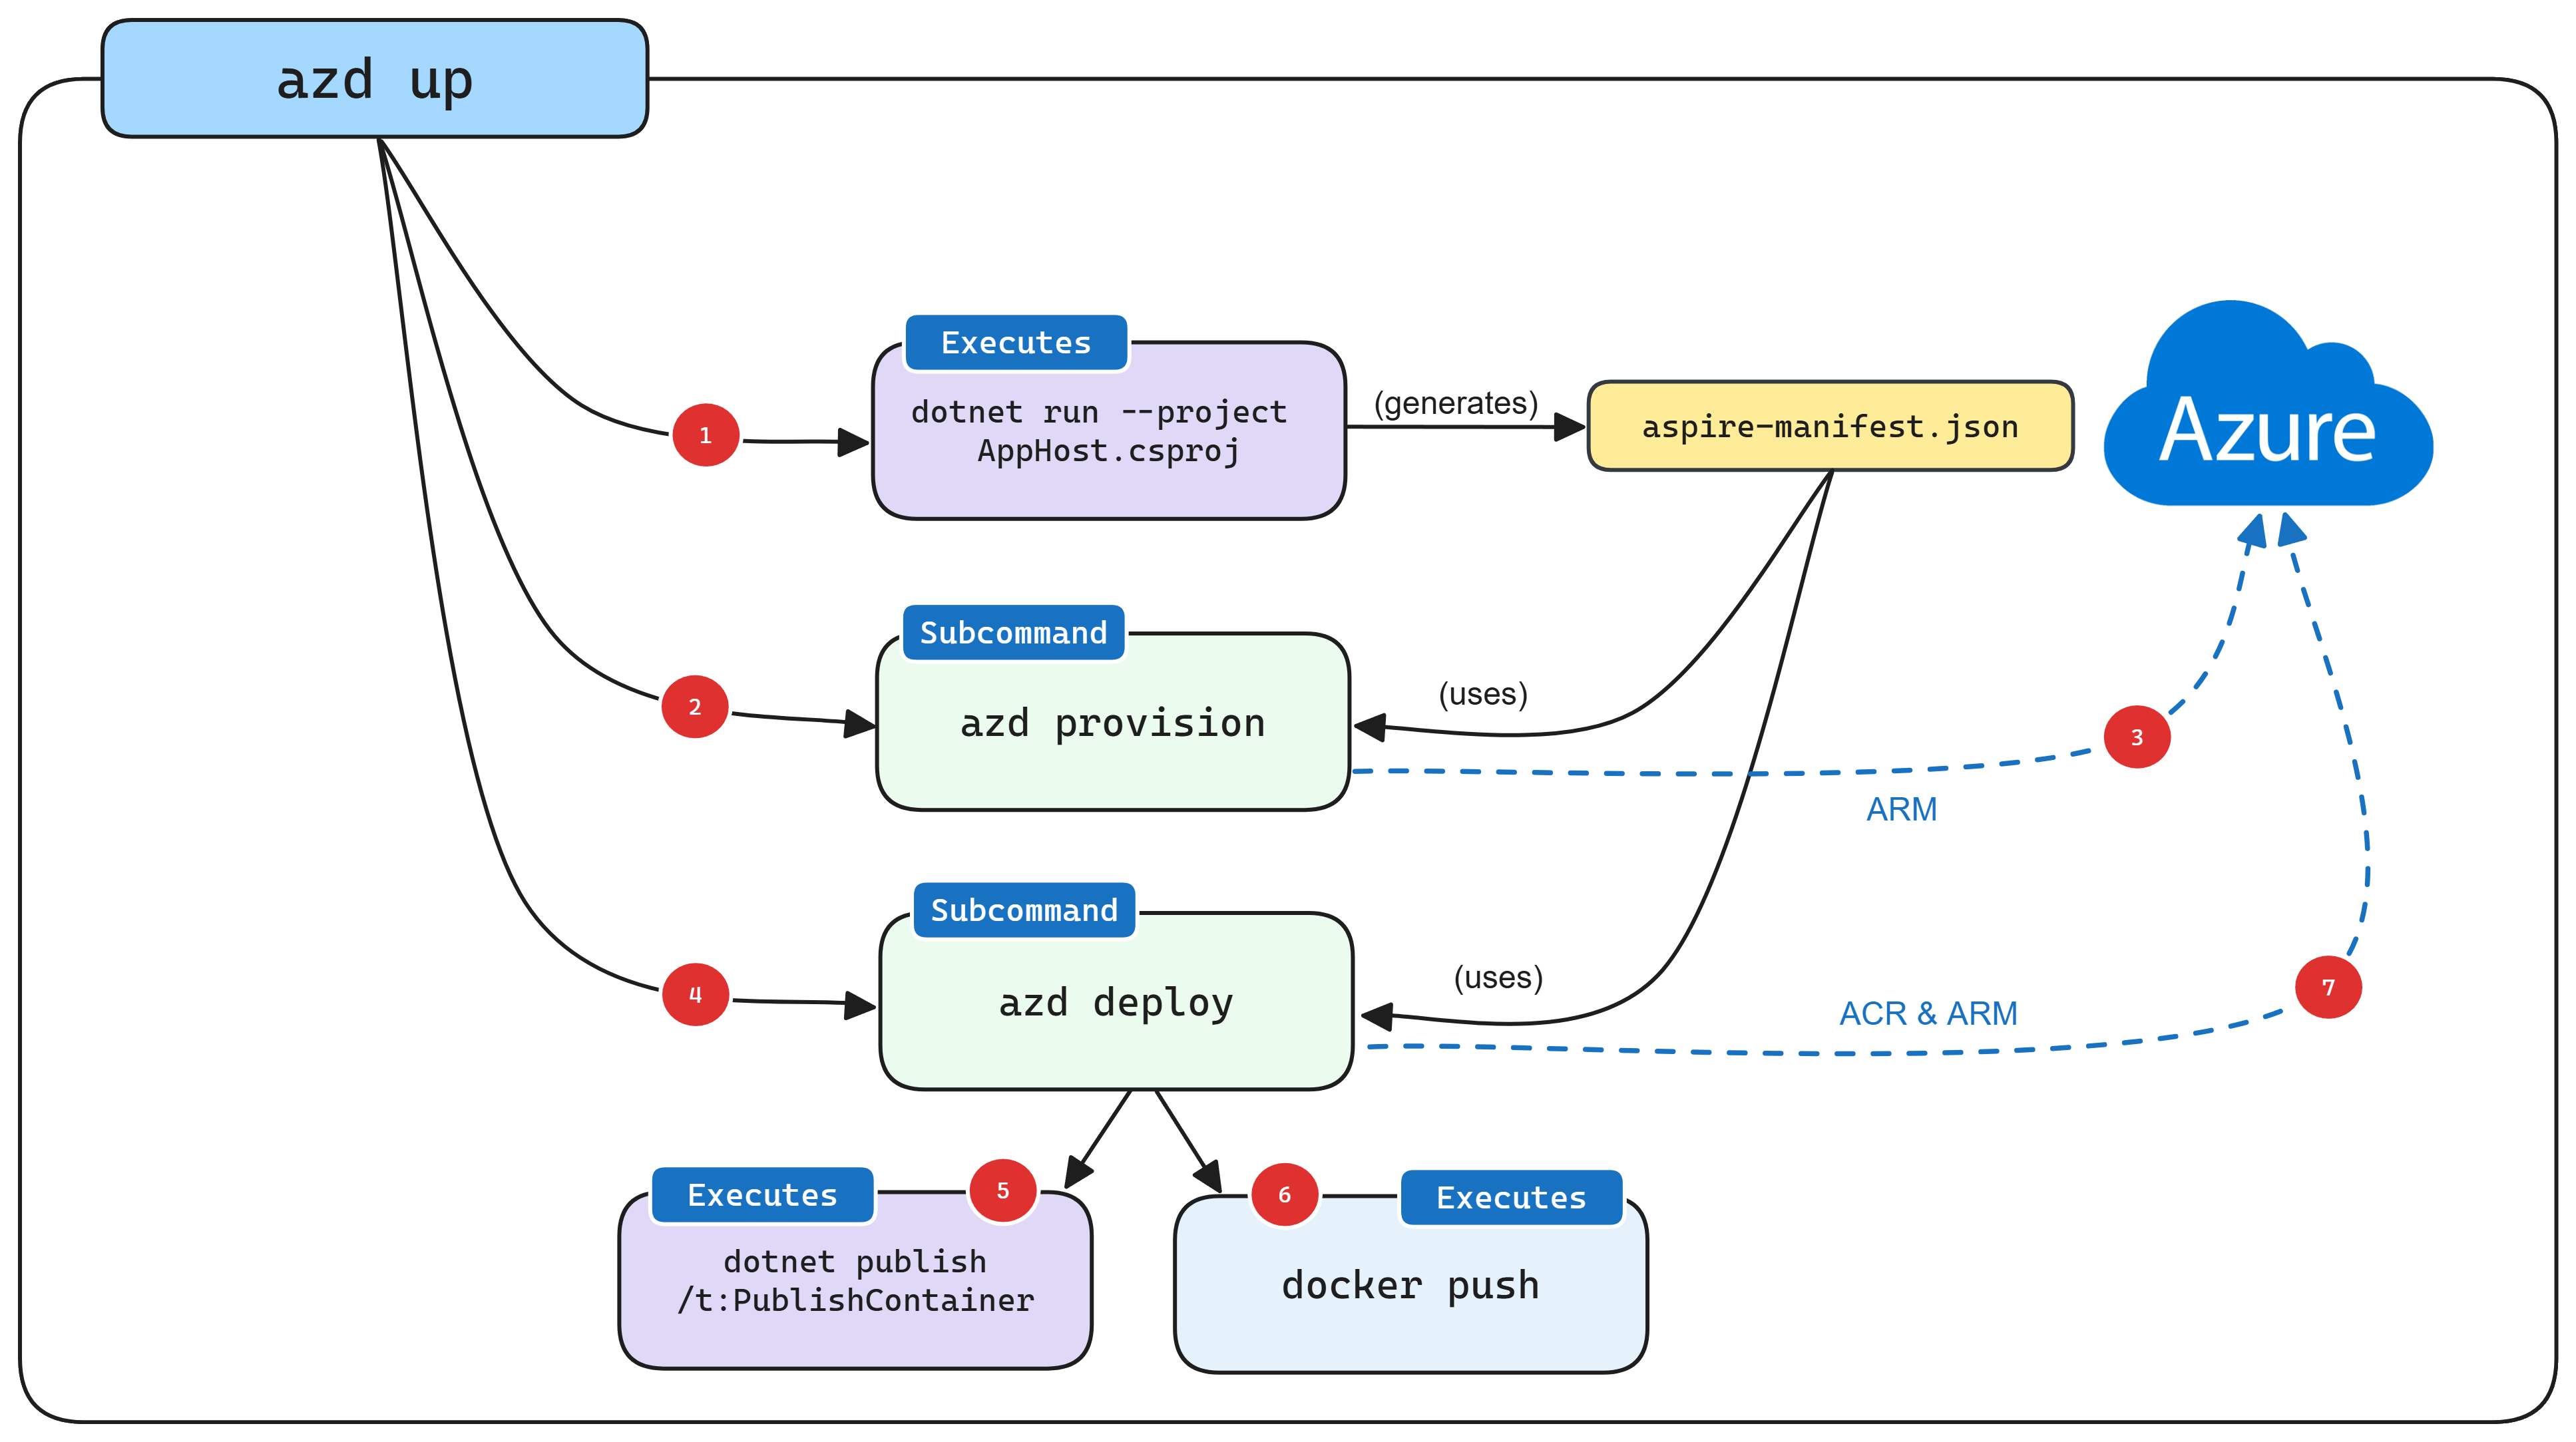 azd up
Executes
1
dotnet run --project
AppHost.csproj
(generates)
aspire-manifest.json
Azure
Subcommand
2
azd provision
(uses)
3
ARM
Subcommand
4
azd deploy
(uses)
7
ACR & ARM
Executes
5
dotnet publish
/t:PublishContainer
6
Executes
docker push